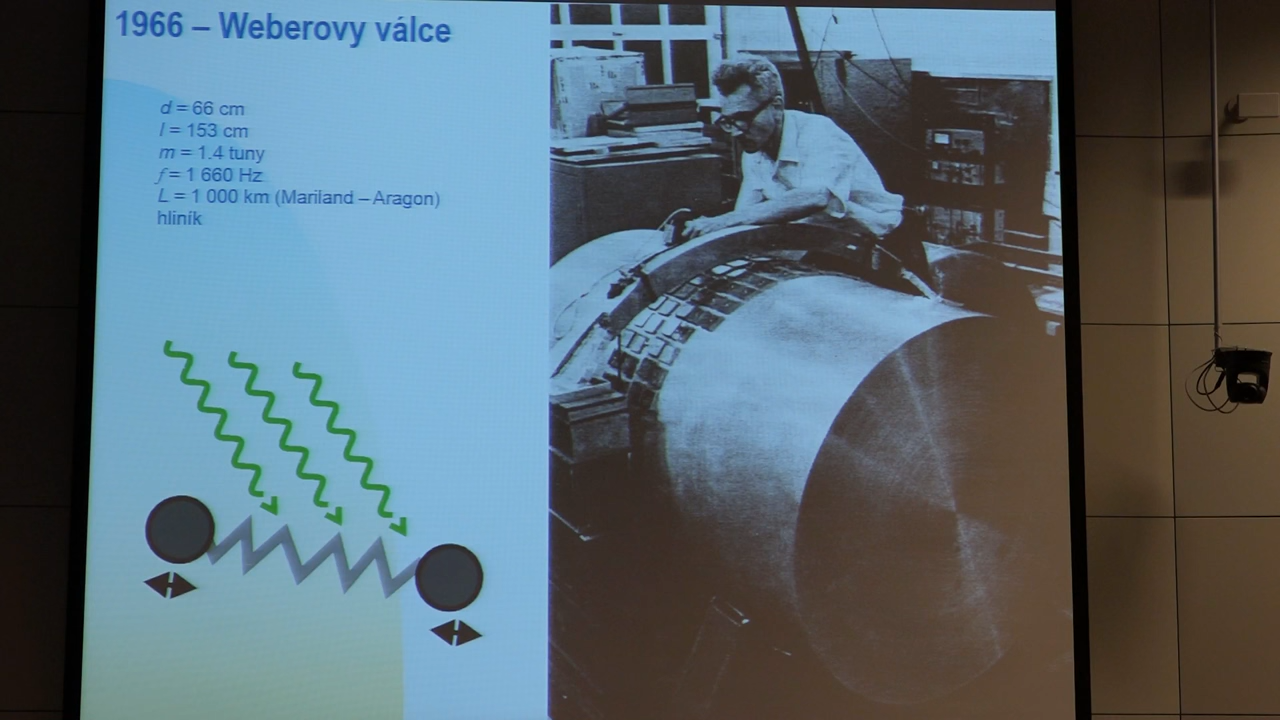 1966 – Weberovy válce
d = 66 cm
l = 153 cm
m = 1.4 tuny
f = 1 660 Hz
L = 1 000 km (Mariland – Aragon)
hliník